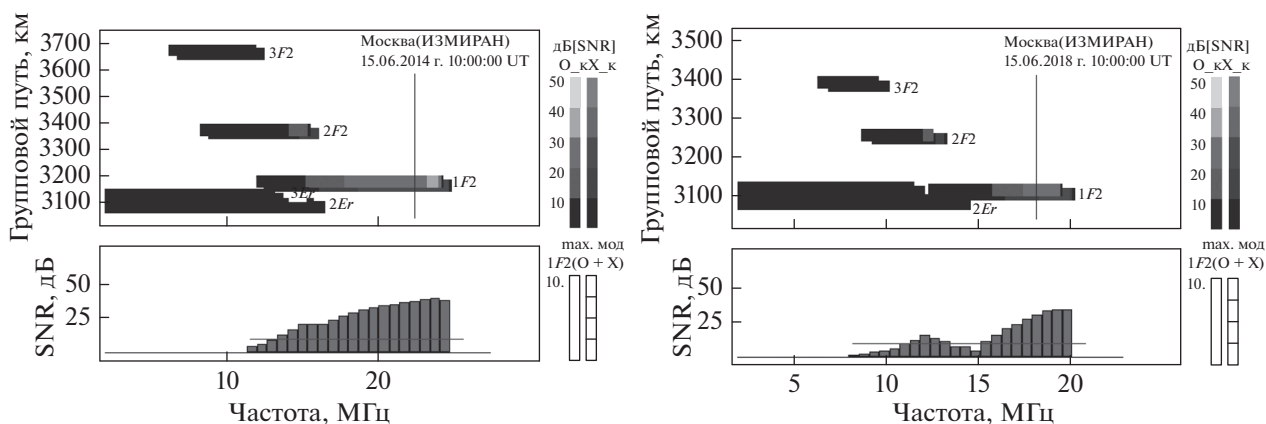 Групповой путь, км
3700
3600
3500
3400
3300
3200
3100
Москва(ИЗМИРАН)
15.06.2014 г. 10:00:00 UT
3F2
2F2
1F2
3Er
2Er
дБ[SNR]
О_кХ_к
50
40
30
20
10
SNR, дБ
50
25
10
20
Частота, МГц
max. мод
1F2(O + X)
10.
Групповой путь, км
3500
3400
3300
3200
3100
Москва(ИЗМИРАН)
15.06.2018 г. 10:00:00 UT
3F2
2F2
1F2
2Er
дБ[SNR]
О_кХ_к
50
40
30
20
10
SNR, дБ
50
25
5
10
15
20
Частота, МГц
max. мод
1F2(O + X)
10.